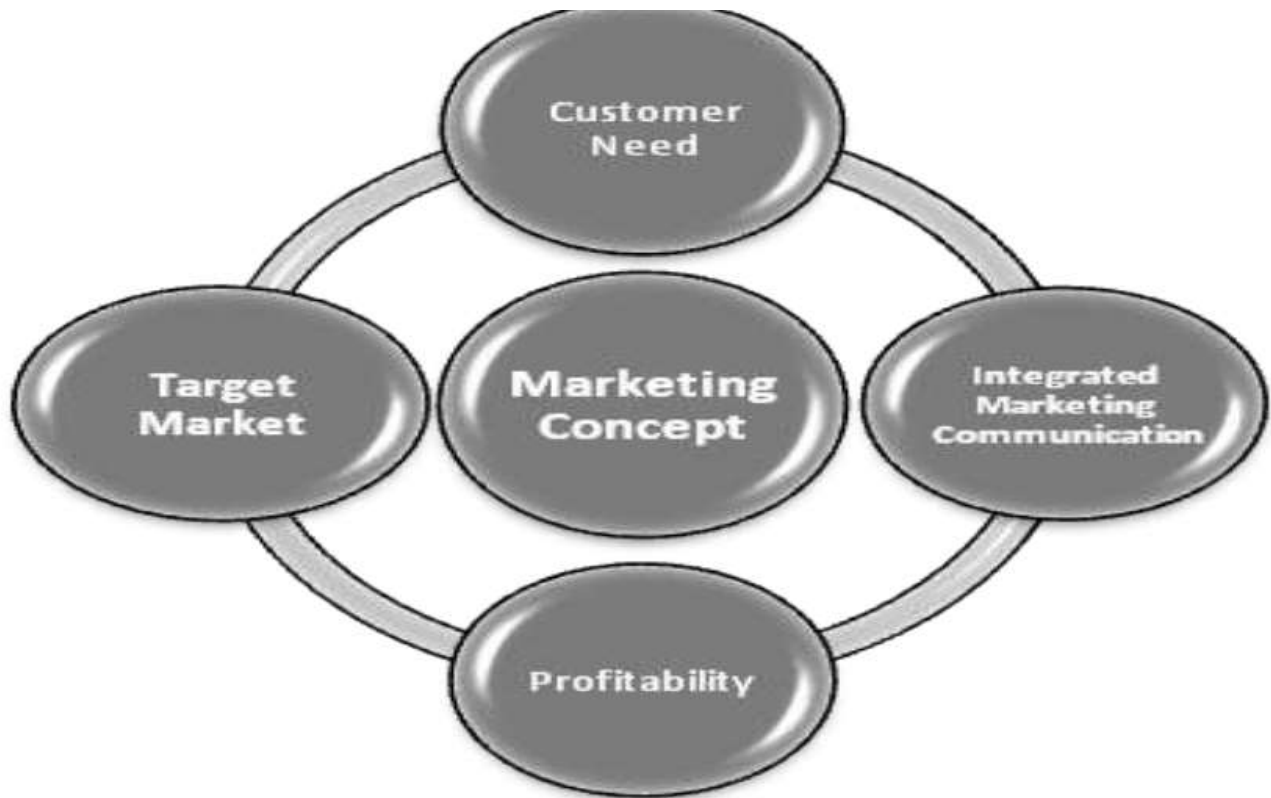 Customer
Need
Target
Market
Marketing
Concept
Integrated
Marketing
Communication
Profitability